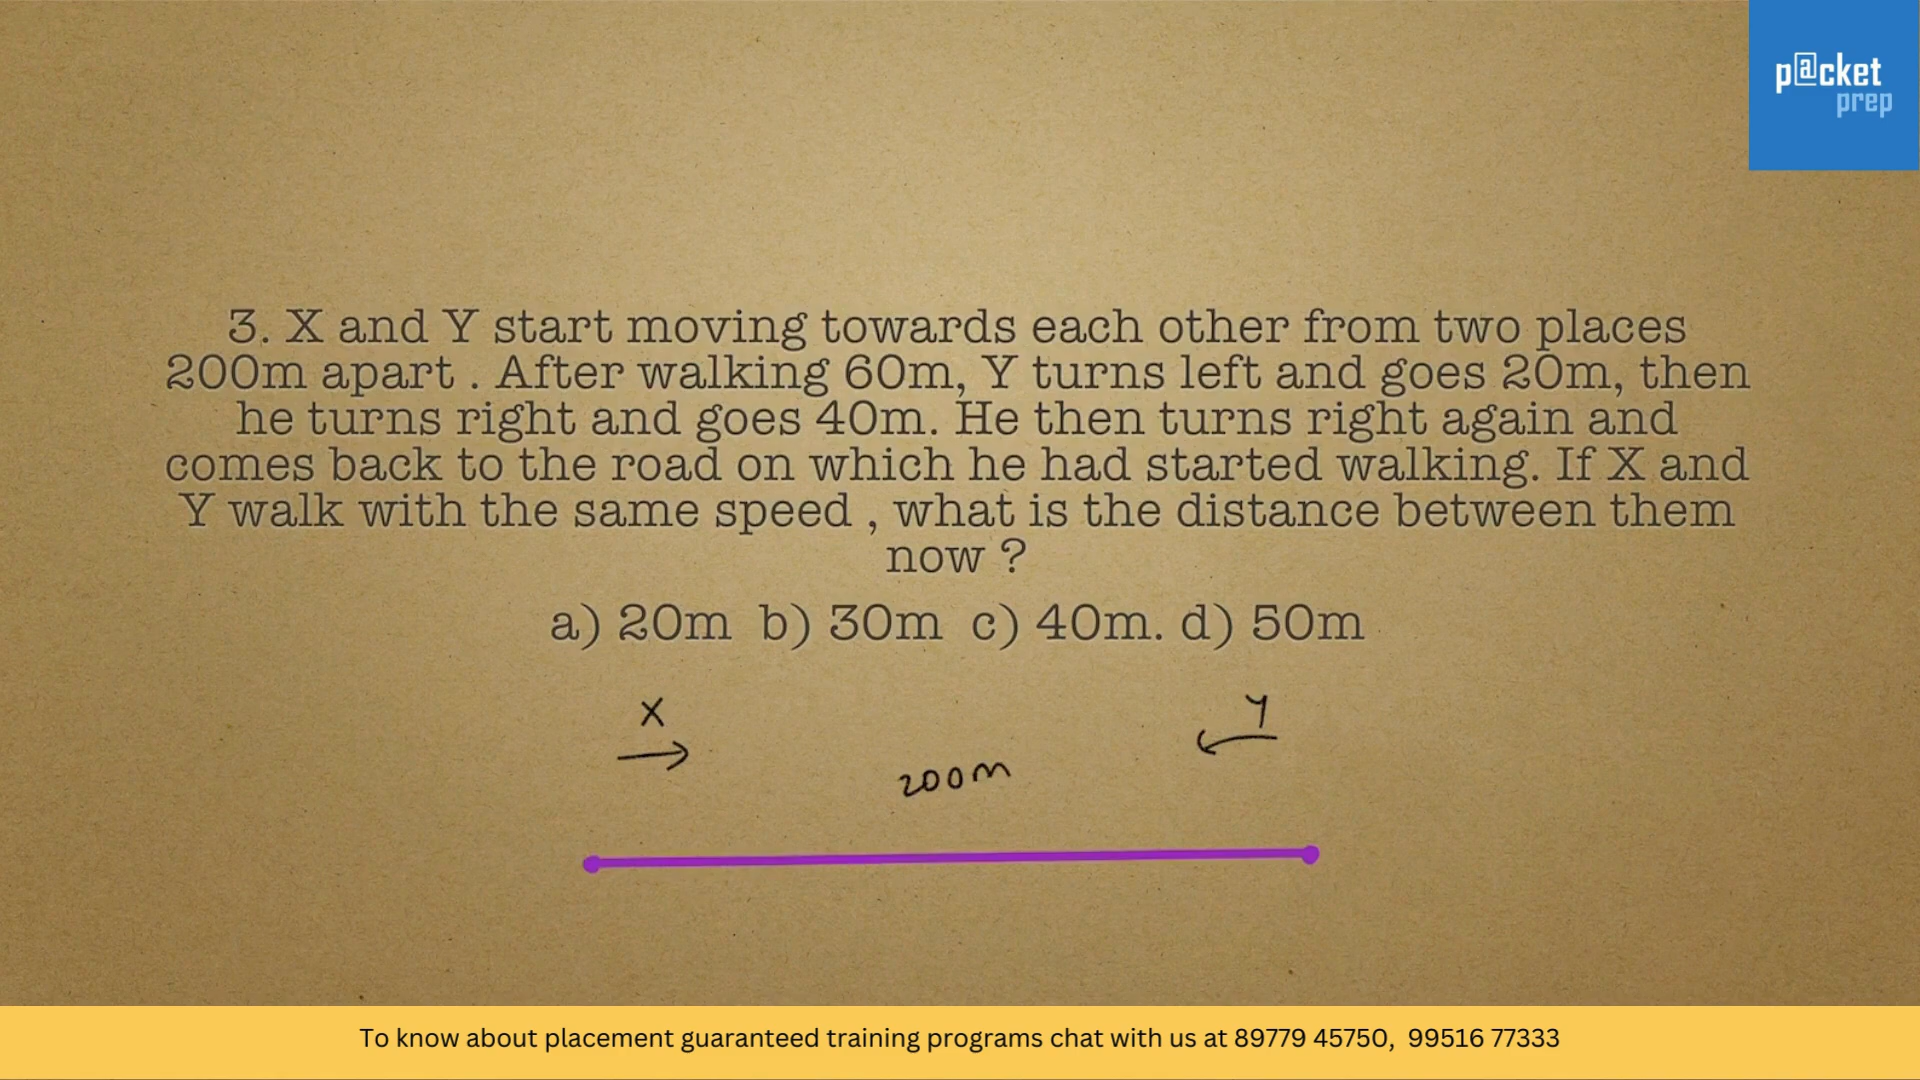 p@cket
prep
3. X and Y start moving towards each other from two places
200m apart . After walking 60m, Y turns left and goes 20m, then
he turns right and goes 40m. He then turns right again and
comes back to the road on which he had started walking. If X and
Y walk with the same speed , what is the distance between them
now ?
a) 20m b) 30m c) 40m. d) 50m
X Y
200m
To know about placement guaranteed training programs chat with us at 89779 45750, 99516 77333